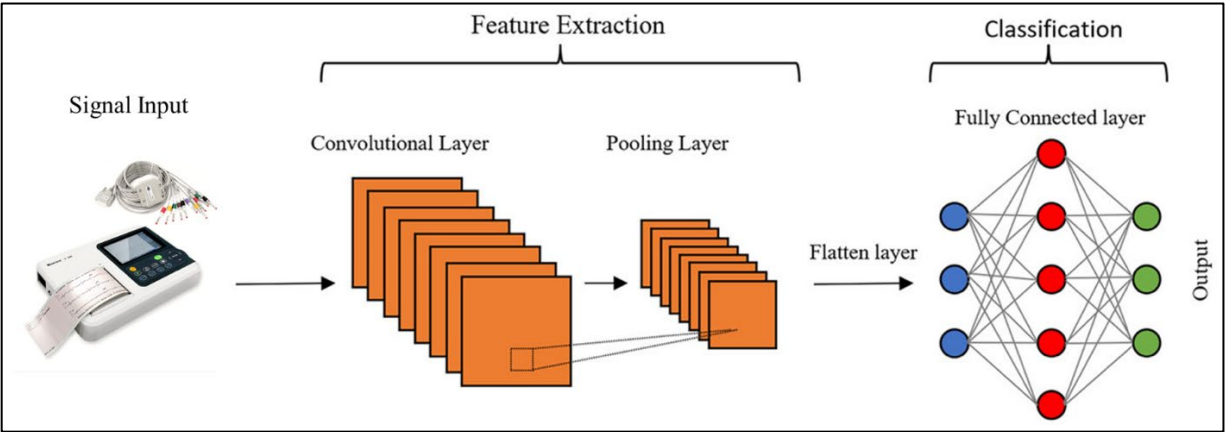 Feature Extraction
Classification
Signal Input
Fully Connected layer
Convolutional Layer
Pooling Layer
Flatten layer
Output